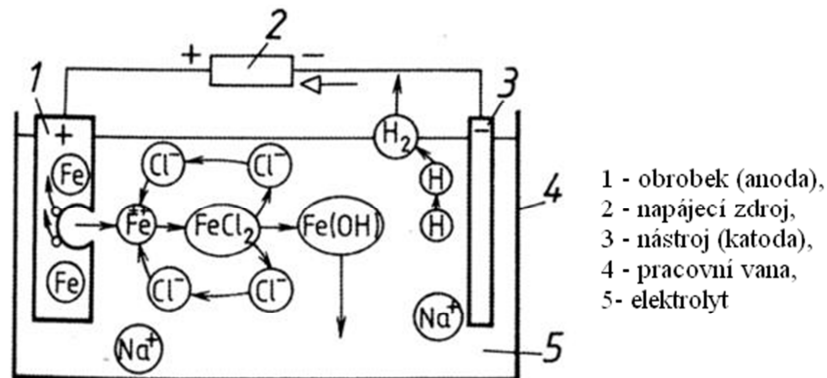 2
+
−
1
3
+
−
H₂
Fe
Cl⁻
Cl⁻
H
4
Fe⁺⁺
FeCl₂
Fe(OH)
H
Fe
Cl⁻
Cl⁻
Na⁺
Na⁺
5
1 - obrobek (anoda),
2 - napájecí zdroj,
3 - nástroj (katoda),
4 - pracovní vana,
5- elektrolyt